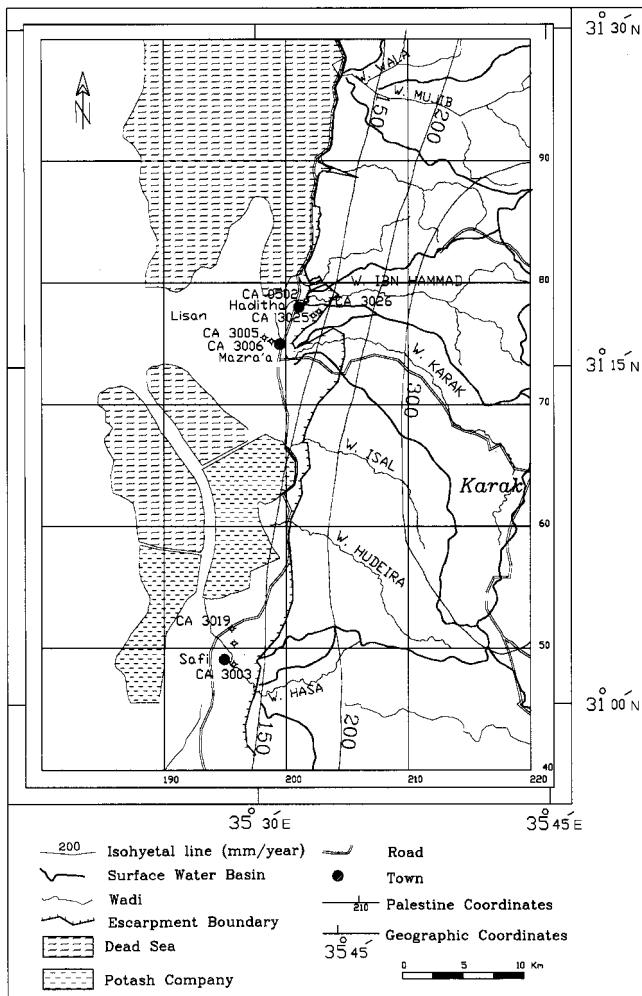 31° 30′ N
N
W. WALA
W. MUJIB
150
200
90
80
W. IBN HAMMAD
CA 0502
CA 3026
Haditha
CA 3025
Lisan
CA 3005
CA 3006
Mazra'a
W. KARAK
31° 15′ N
300
70
W. ISAL
Karak
60
W. HUDEIRA
CA 3019
50
Safi
CA 3003
W. HASA
31° 00′ N
150
200
40
190
200
210
220
35° 30′ E
35° 45′ E
200 Isohyetal line (mm/year)
Surface Water Basin
Wadi
Escarpment Boundary
Dead Sea
Potash Company
Road
Town
210 Palestine Coordinates
35° 45′ Geographic Coordinates
0 5 10 Km